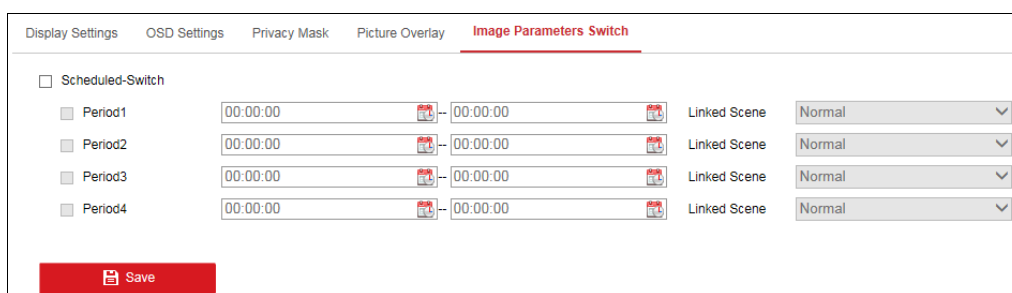 Display Settings OSD Settings Privacy Mask Picture Overlay Image Parameters Switch
Scheduled-Switch
Period1 00:00:00 -- 00:00:00 Linked Scene Normal
Period2 00:00:00 -- 00:00:00 Linked Scene Normal
Period3 00:00:00 -- 00:00:00 Linked Scene Normal
Period4 00:00:00 -- 00:00:00 Linked Scene Normal
Save